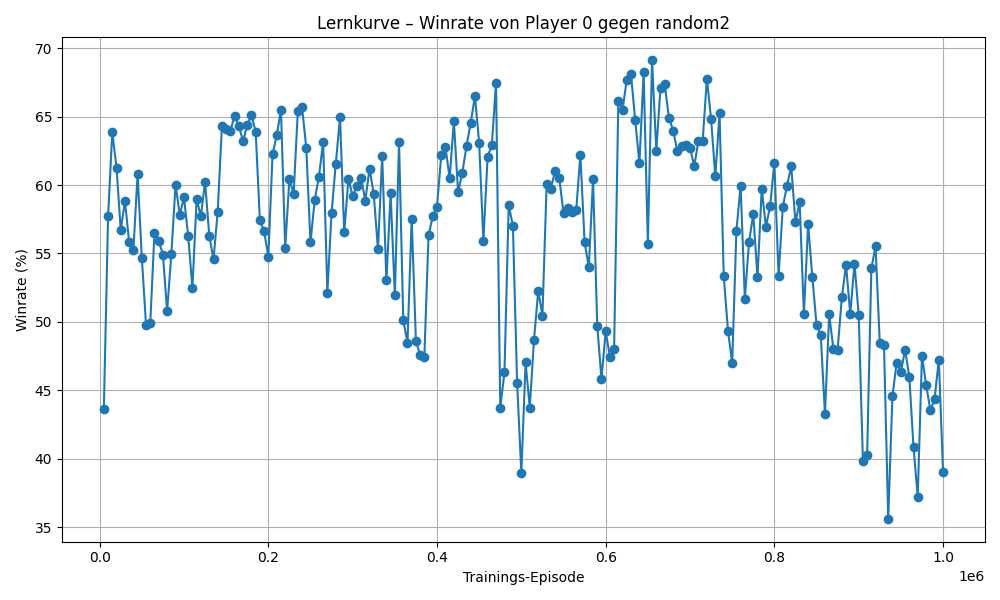 Lernkurve – Winrate von Player 0 gegen random2
Winrate (%)
70
65
60
55
50
45
40
35
0.0 0.2 0.4 0.6 0.8 1.0
1e6
Trainings-Episode